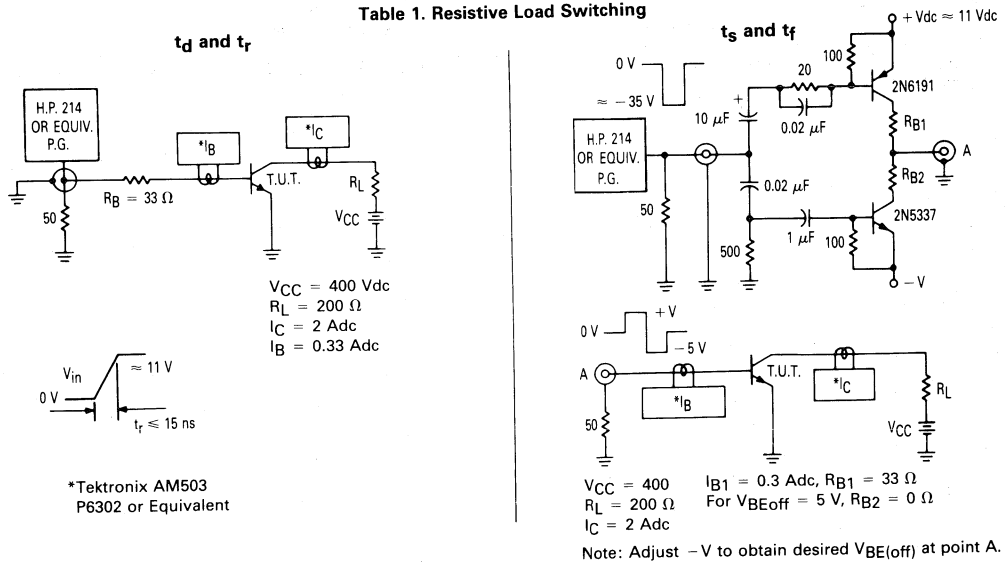 Table 1. Resistive Load Switching
td and tr
H.P. 214
OR EQUIV.
P.G.
50
RB = 33 Ω
*IB
*IC
T.U.T.
RL
VCC
VCC = 400 Vdc
RL = 200 Ω
IC = 2 Adc
IB = 0.33 Adc
Vin
0 V
≈ 11 V
tr ⩽ 15 ns
*Tektronix AM503
P6302 or Equivalent
ts and tf
0 V
≈ −35 V
H.P. 214
OR EQUIV.
P.G.
50
+
10 μF
20
0.02 μF
100
+ Vdc ≈ 11 Vdc
2N6191
RB1
A
RB2
0.02 μF
500
1 μF
100
2N5337
− V
0 V
+ V
− 5 V
A
50
*IB
T.U.T.
*IC
RL
VCC
VCC = 400
RL = 200 Ω
IC = 2 Adc
IB1 = 0.3 Adc, RB1 = 33 Ω
For VBEoff = 5 V, RB2 = 0 Ω
Note: Adjust − V to obtain desired VBE(off) at point A.